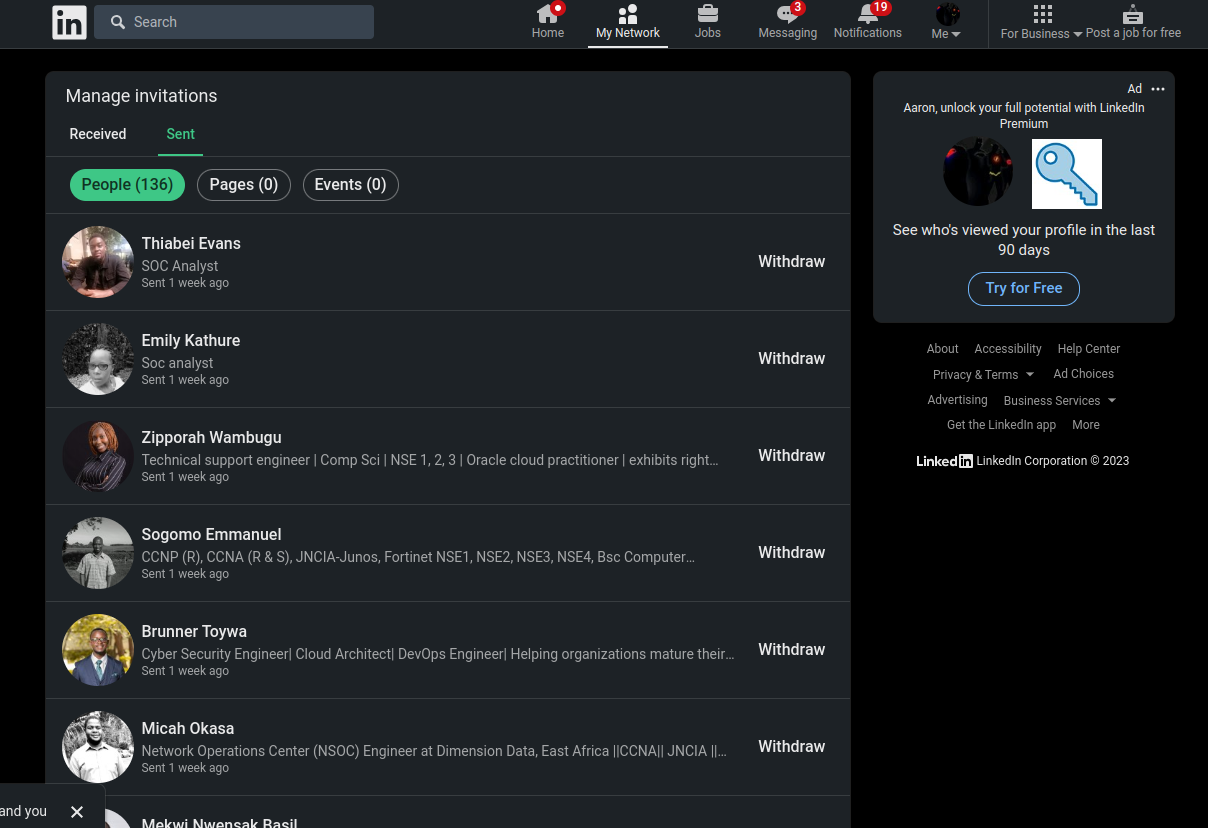 in
Search
Home
My Network
Jobs
3
Messaging
19
Notifications
Me
For Business
Post a job for free
Manage invitations
Received
Sent
People (136)
Pages (0)
Events (0)
Thiabei Evans
SOC Analyst
Sent 1 week ago
Withdraw
Emily Kathure
Soc analyst
Sent 1 week ago
Withdraw
Zipporah Wambugu
Technical support engineer | Comp Sci | NSE 1, 2, 3 | Oracle cloud practitioner | exhibits right…
Sent 1 week ago
Withdraw
Sogomo Emmanuel
CCNP (R), CCNA (R & S), JNCIA-Junos, Fortinet NSE1, NSE2, NSE3, NSE4, Bsc Computer…
Sent 1 week ago
Withdraw
Brunner Toywa
Cyber Security Engineer| Cloud Architect| DevOps Engineer| Helping organizations mature their…
Sent 1 week ago
Withdraw
Micah Okasa
Network Operations Center (NSOC) Engineer at Dimension Data, East Africa ||CCNA|| JNCIA ||…
Sent 1 week ago
Withdraw
Mekwi Nwensak Basil
and you
Ad
Aaron, unlock your full potential with LinkedIn
Premium
See who's viewed your profile in the last
90 days
Try for Free
About
Accessibility
Help Center
Privacy & Terms
Ad Choices
Advertising
Business Services
Get the LinkedIn app
More
LinkedIn LinkedIn Corporation © 2023